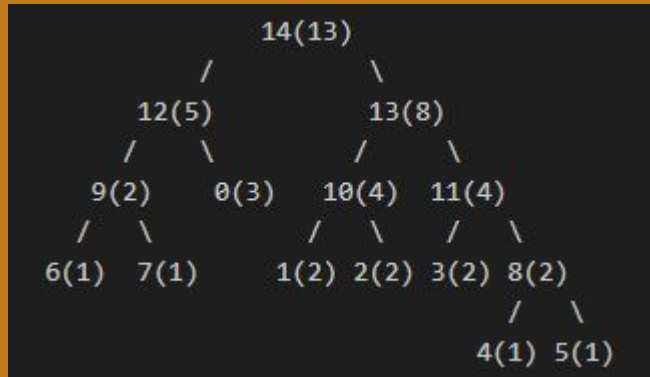 14(13)
/ \
12(5) 13(8)
/ \ / \
9(2) 0(3) 10(4) 11(4)
/ \ / \ / \
6(1) 7(1) 1(2) 2(2) 3(2) 8(2)
/ \
4(1) 5(1)